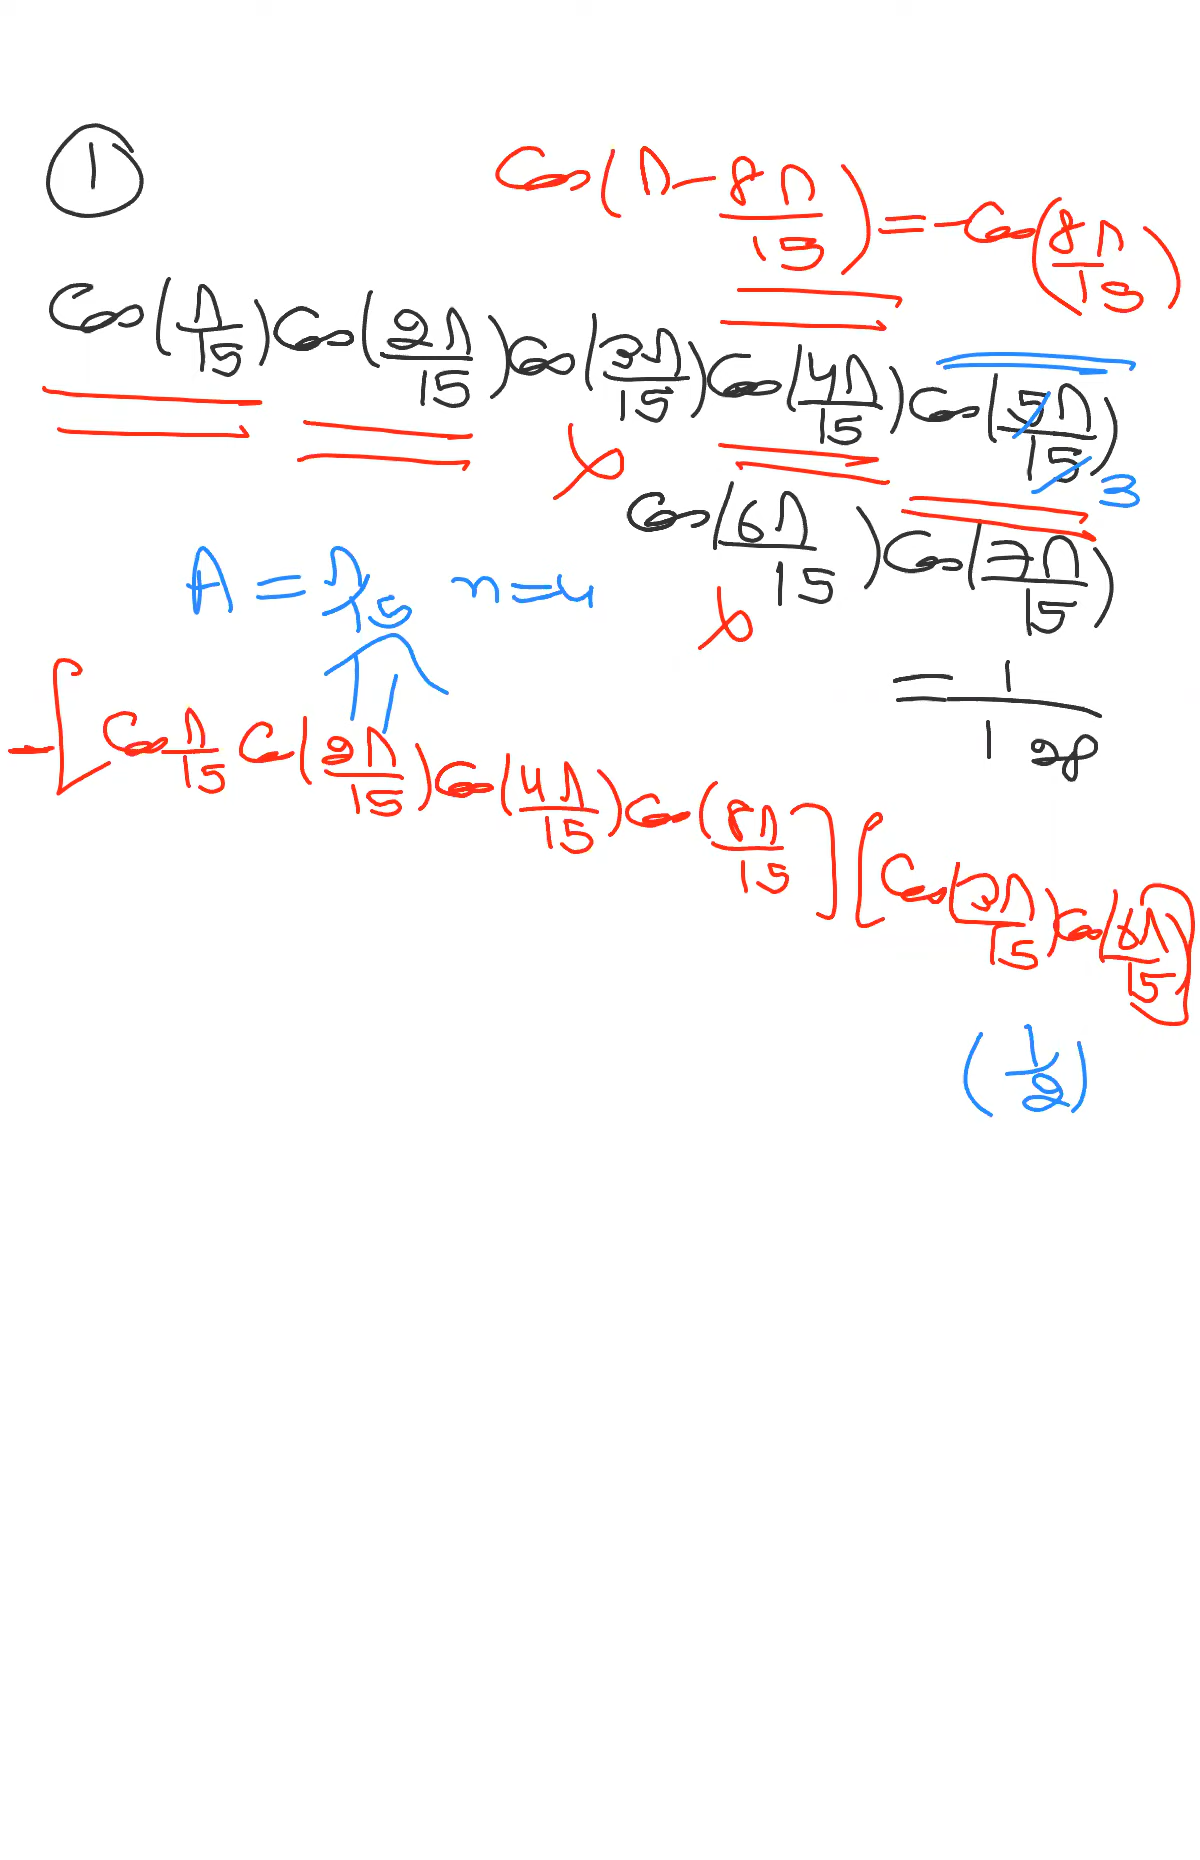 ①
Cos(π - 8π/15) = -Cos(8π/15)
Cos(π/15) Cos(2π/15) Cos(3π/15) Cos(4π/15) Cos(5π/15) 3
Cos(6π/15) Cos(7π/15)
A = π/15 n=4
= 1/128
-[Cos π/15 Cos(2π/15) Cos(4π/15) Cos(8π/15)] [Cos(3π/15) Cos(6π/15)]
(1/2)